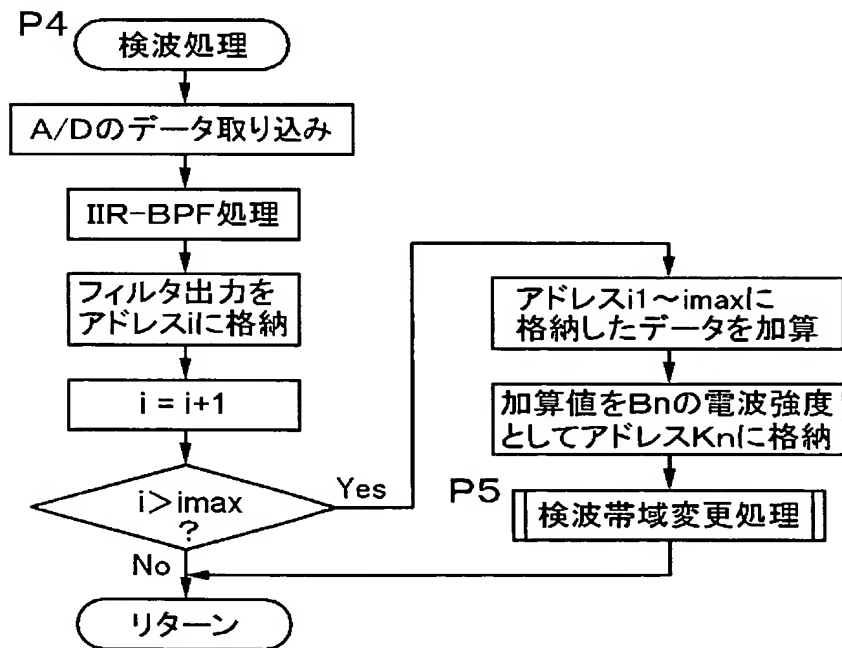 P4
検波処理
A/Dのデータ取り込み
IIR-BPF処理
フィルタ出力を
アドレスiに格納
i = i+1
i>imax
?
Yes
No
アドレスi1～imaxに
格納したデータを加算
加算値をBnの電波強度
としてアドレスKnに格納
P5
検波帯域変更処理
リターン